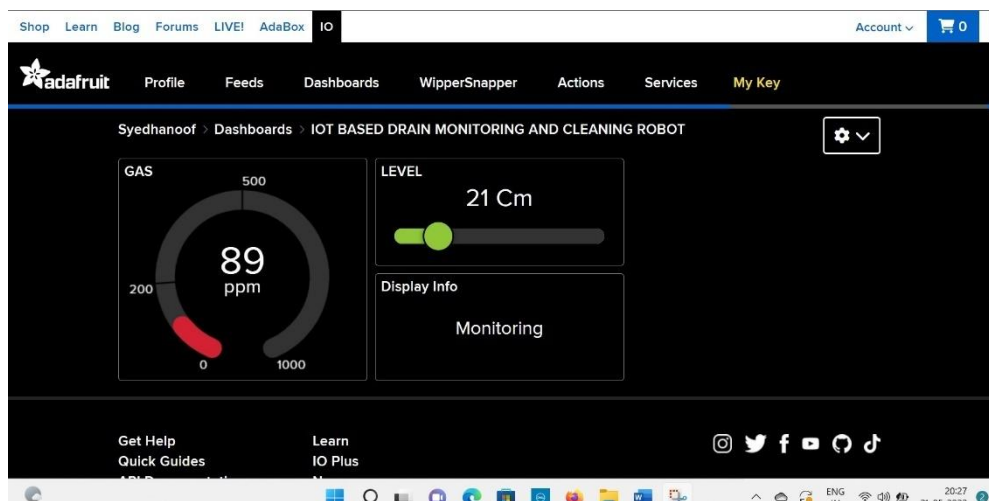 Shop Learn Blog Forums LIVE! AdaBox IO Account 0
adafruit Profile Feeds Dashboards WipperSnapper Actions Services My Key
Syedhanoof > Dashboards > IOT BASED DRAIN MONITORING AND CLEANING ROBOT
GAS
500
200
89
ppm
0
1000
LEVEL
21 Cm
Display Info
Monitoring
Get Help
Quick Guides
Learn
IO Plus
ENG
20:27
2